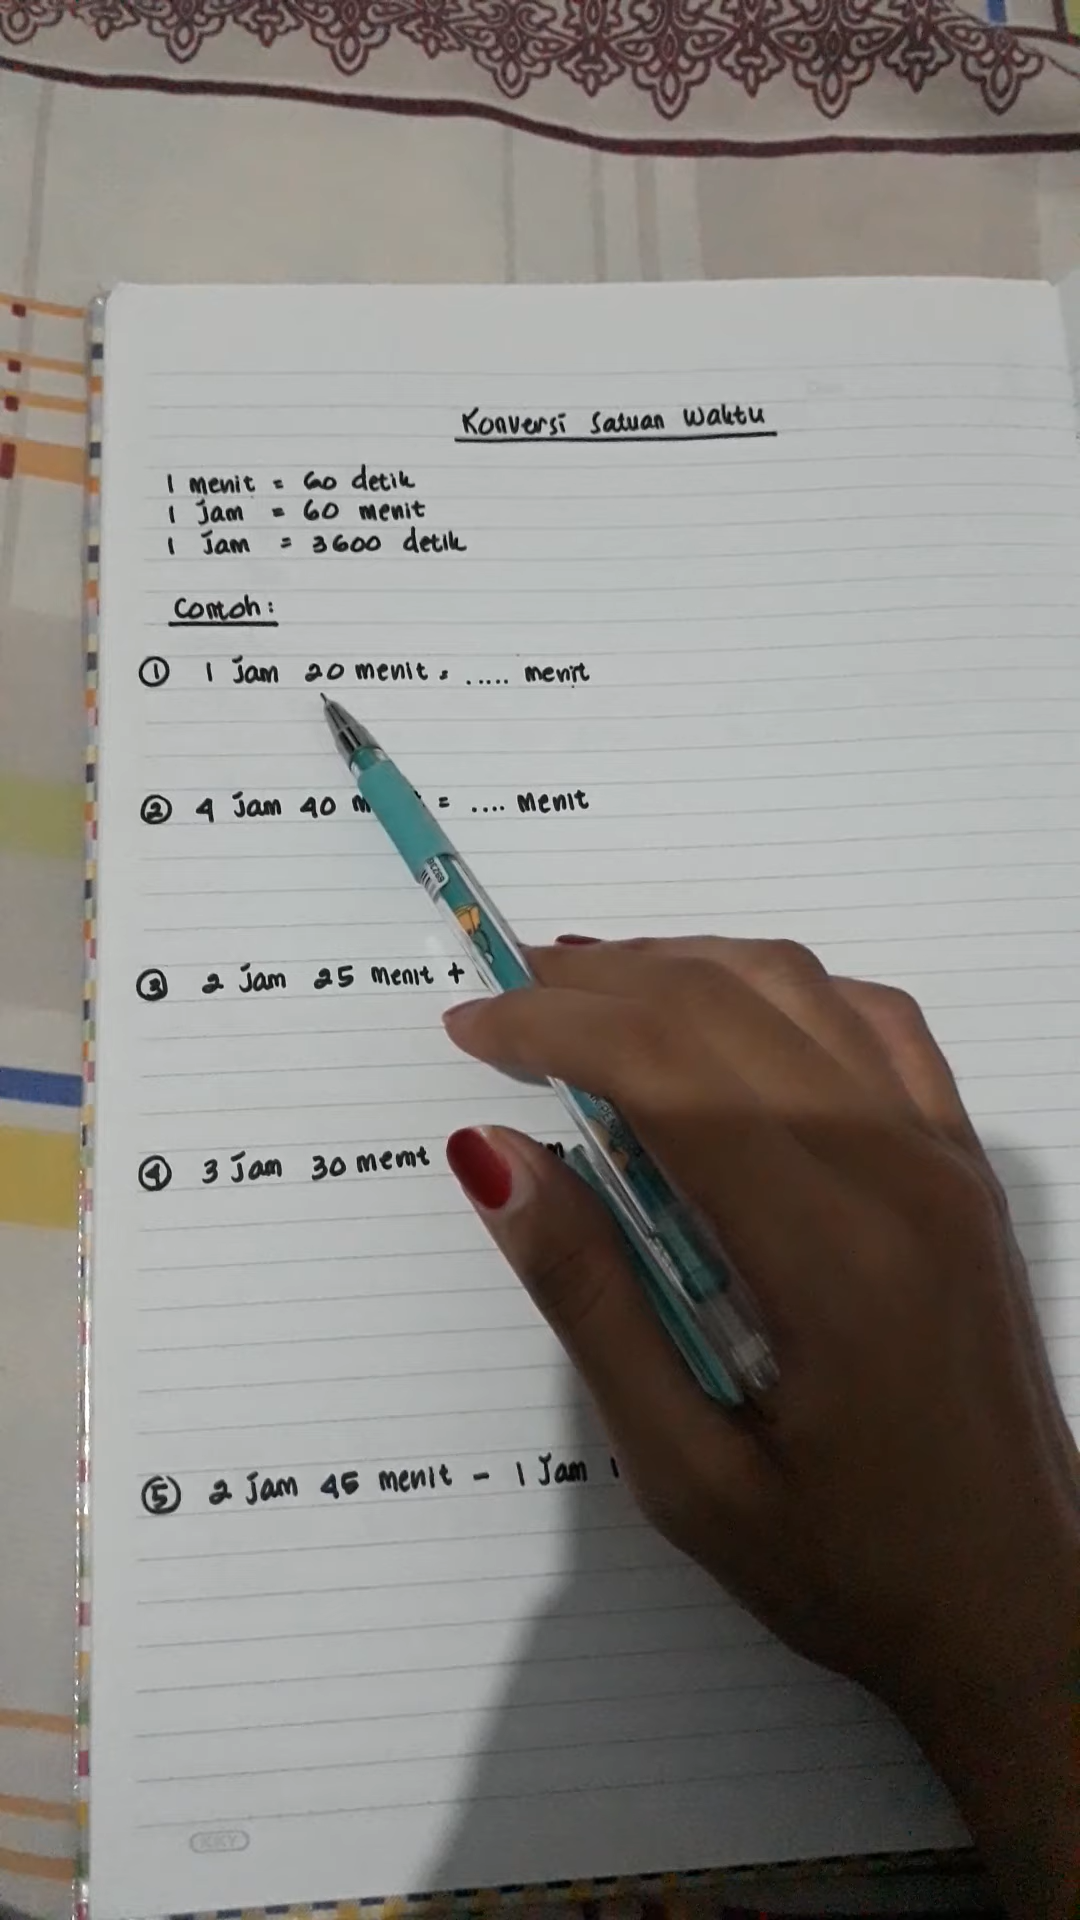 Konversi Satuan Waktu
1 menit = 60 detik
1 Jam = 60 menit
1 Jam = 3600 detik
Contoh:
① 1 Jam 20 menit = ..... menit
② 4 Jam 40 = .... menit
③ 2 Jam 25 menit +
④ 3 Jam 30 menit
⑤ 2 Jam 45 menit - 1 Jam 1
KKY